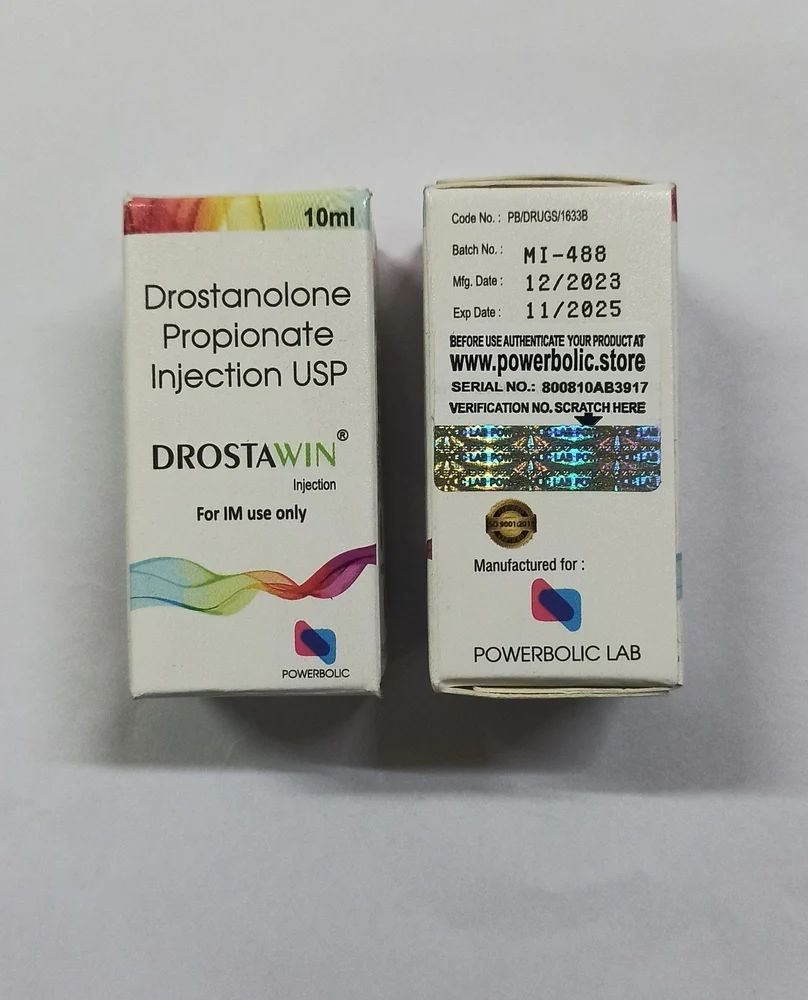 10ml
Drostanolone
Propionate
Injection USP
DROSTAWIN®
Injection
For IM use only
POWERBOLIC
Code No.: PB/DRUGS/1633B
Batch No.: MI-488
Mfg. Date: 12/2023
Exp Date: 11/2025
BEFORE USE AUTHENTICATE YOUR PRODUCT AT
www.powerbolic.store
SERIAL NO.: 800810AB3917
VERIFICATION NO. SCRATCH HERE
Manufactured for :
POWERBOLIC LAB